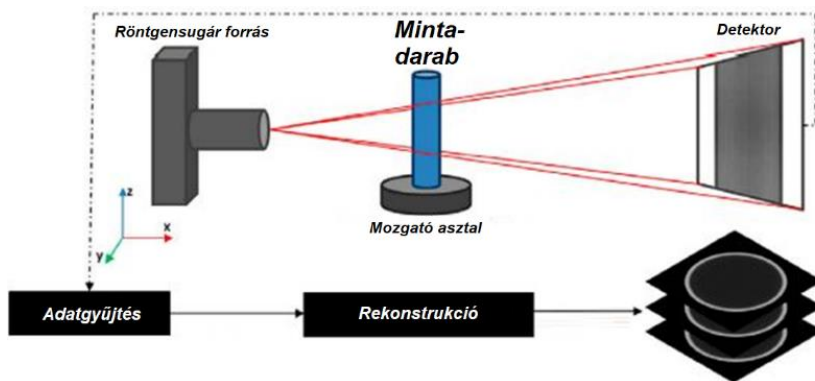 Röntgensugár forrás
Minta-
darab
Detektor
Mozgató asztal
z
x
y
Adatgyűjtés
Rekonstrukció